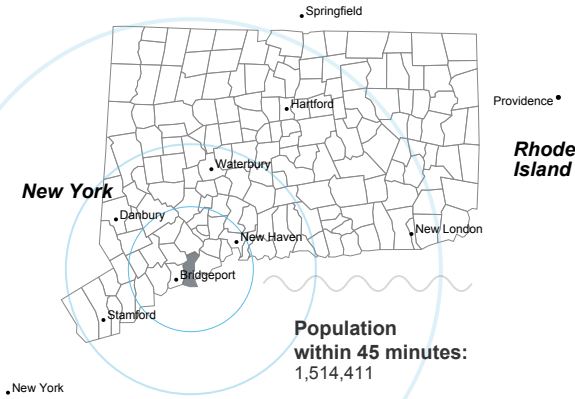 Springfield
Providence
Hartford
Rhode
Island
Waterbury
New York
Danbury
New Haven
New London
Bridgeport
Stamford
Population
within 45 minutes:
1,514,411
New York